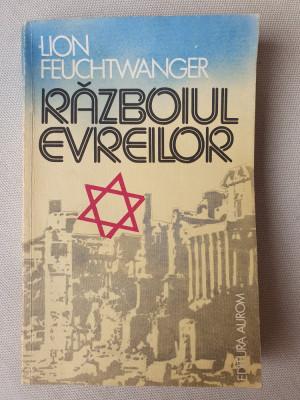 LION
FEUCHTWANGER
RĂZBOIUL
EVREILOR
EDITURA AUROM